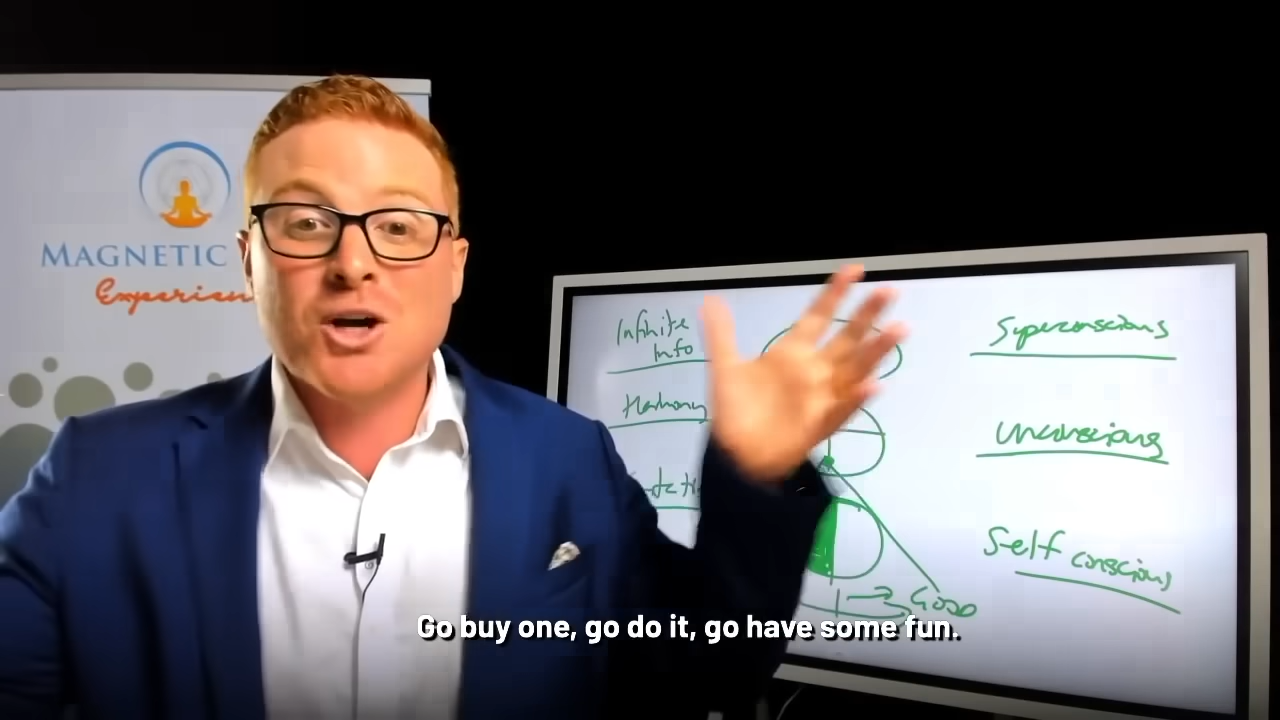 MAGNETIC
Experien
Infinite
Info
Harmony
Superconscious
Unconscious
Self conscious
Go buy one, go do it, go have some fun.